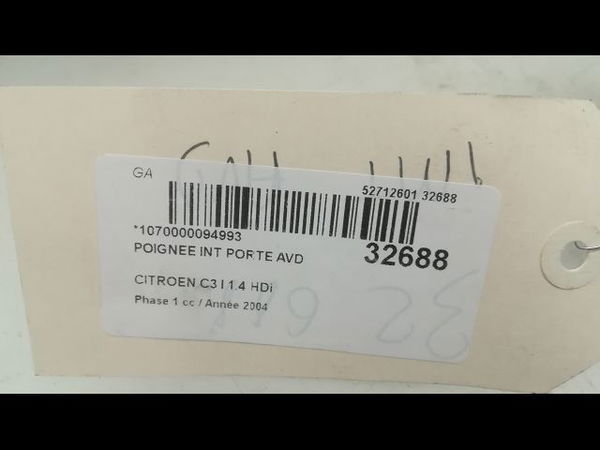 GA
52712601 32688
*1070000094993
32688
POIGNEE INT PORTE AVD
CITROEN C3 I 1.4 HDi
Phase 1 cc / Année 2004